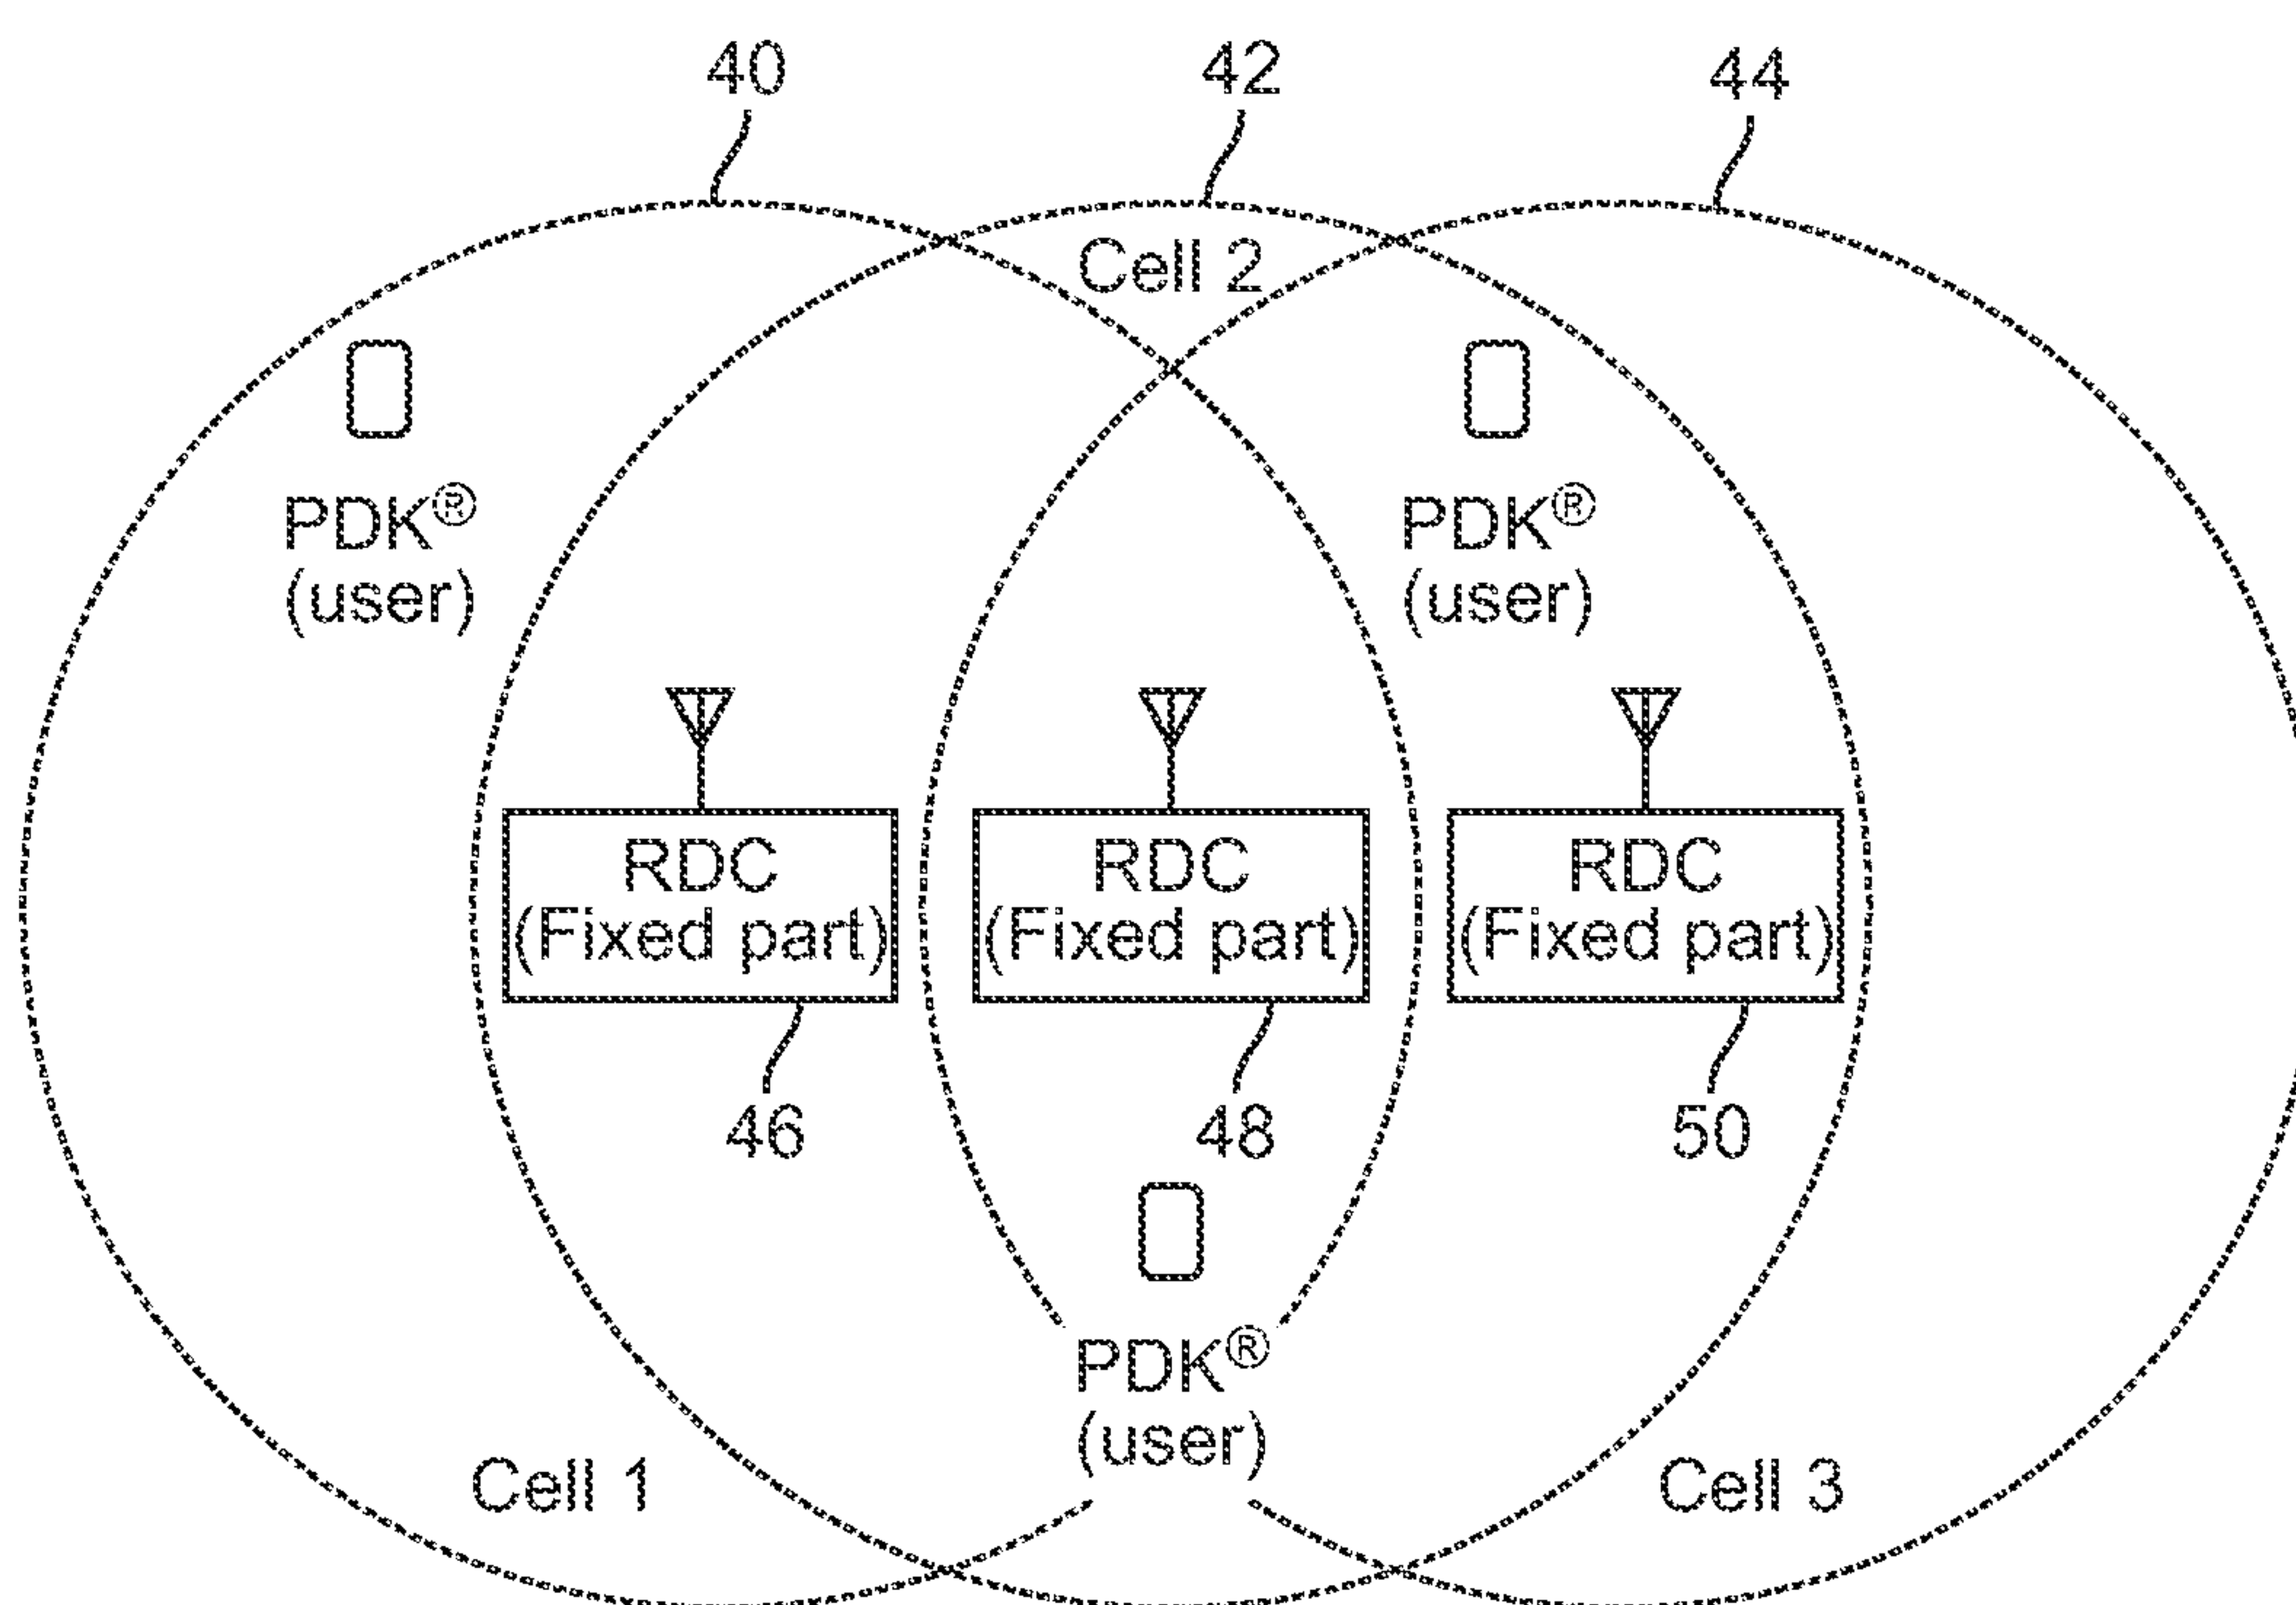 40
42
44
Cell 2
PDK®
(user)
PDK®
(user)
RDC
(Fixed part)
RDC
(Fixed part)
RDC
(Fixed part)
46
48
50
PDK®
(user)
Cell 1
Cell 3